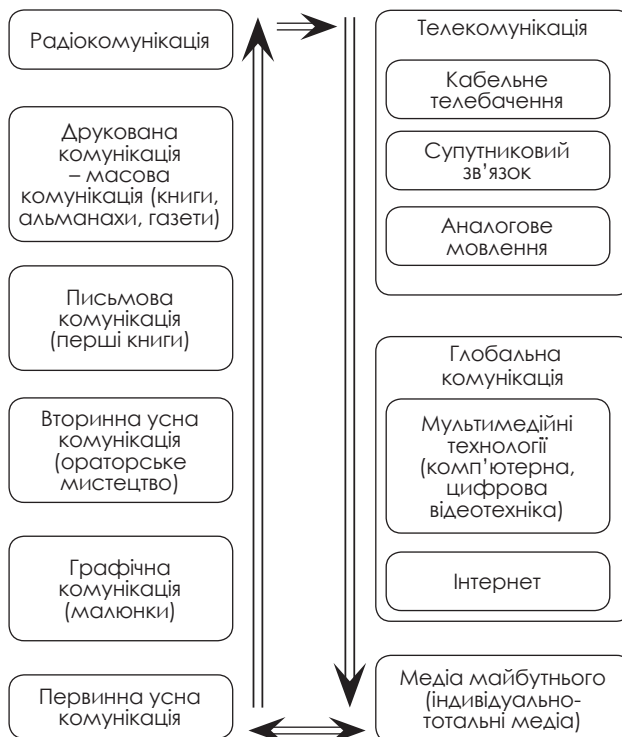 Радіокомунікація
Друкована
комунікація
– масова
комунікація (книги,
альманахи, газети)
Письмова
комунікація
(перші книги)
Вторинна усна
комунікація
(ораторське
мистецтво)
Графічна
комунікація
(малюнки)
Первинна усна
комунікація
Телекомунікація
Кабельне
телебачення
Супутниковий
зв’язок
Аналогове
мовлення
Глобальна
комунікація
Мультимедійні
технології
(комп’ютерна,
цифрова
відеотехніка)
Інтернет
Медіа майбутнього
(індивідуально-
тотальні медіа)